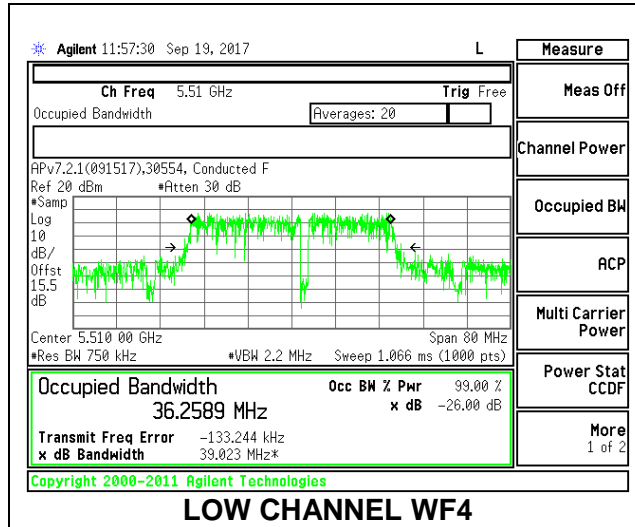 Agilent 11:57:30 Sep 19, 2017 L
Measure
Ch Freq 5.51 GHz Trig Free
Meas Off
Occupied Bandwidth Averages: 20
Channel Power
APv7.2.1(091517),30554, Conducted F
Ref 20 dBm #Atten 30 dB
Occupied BW
#Samp
Log
10
dB/
Offst
15.5
dB
ACP
Multi Carrier
Power
Center 5.510 00 GHz Span 80 MHz
#Res BW 750 kHz #VBW 2.2 MHz Sweep 1.066 ms (1000 pts)
Power Stat
CCDF
Occupied Bandwidth Occ BW % Pwr 99.00 %
36.2589 MHz x dB -26.00 dB
Transmit Freq Error -133.244 kHz
x dB Bandwidth 39.023 MHz*
More
1 of 2
Copyright 2000-2011 Agilent Technologies
LOW CHANNEL WF4